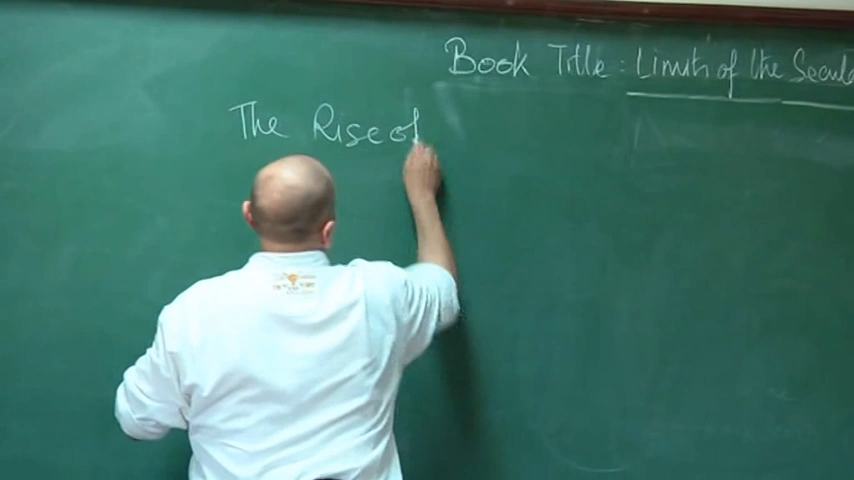 Book Title : Limits of the Secul
The Rise of